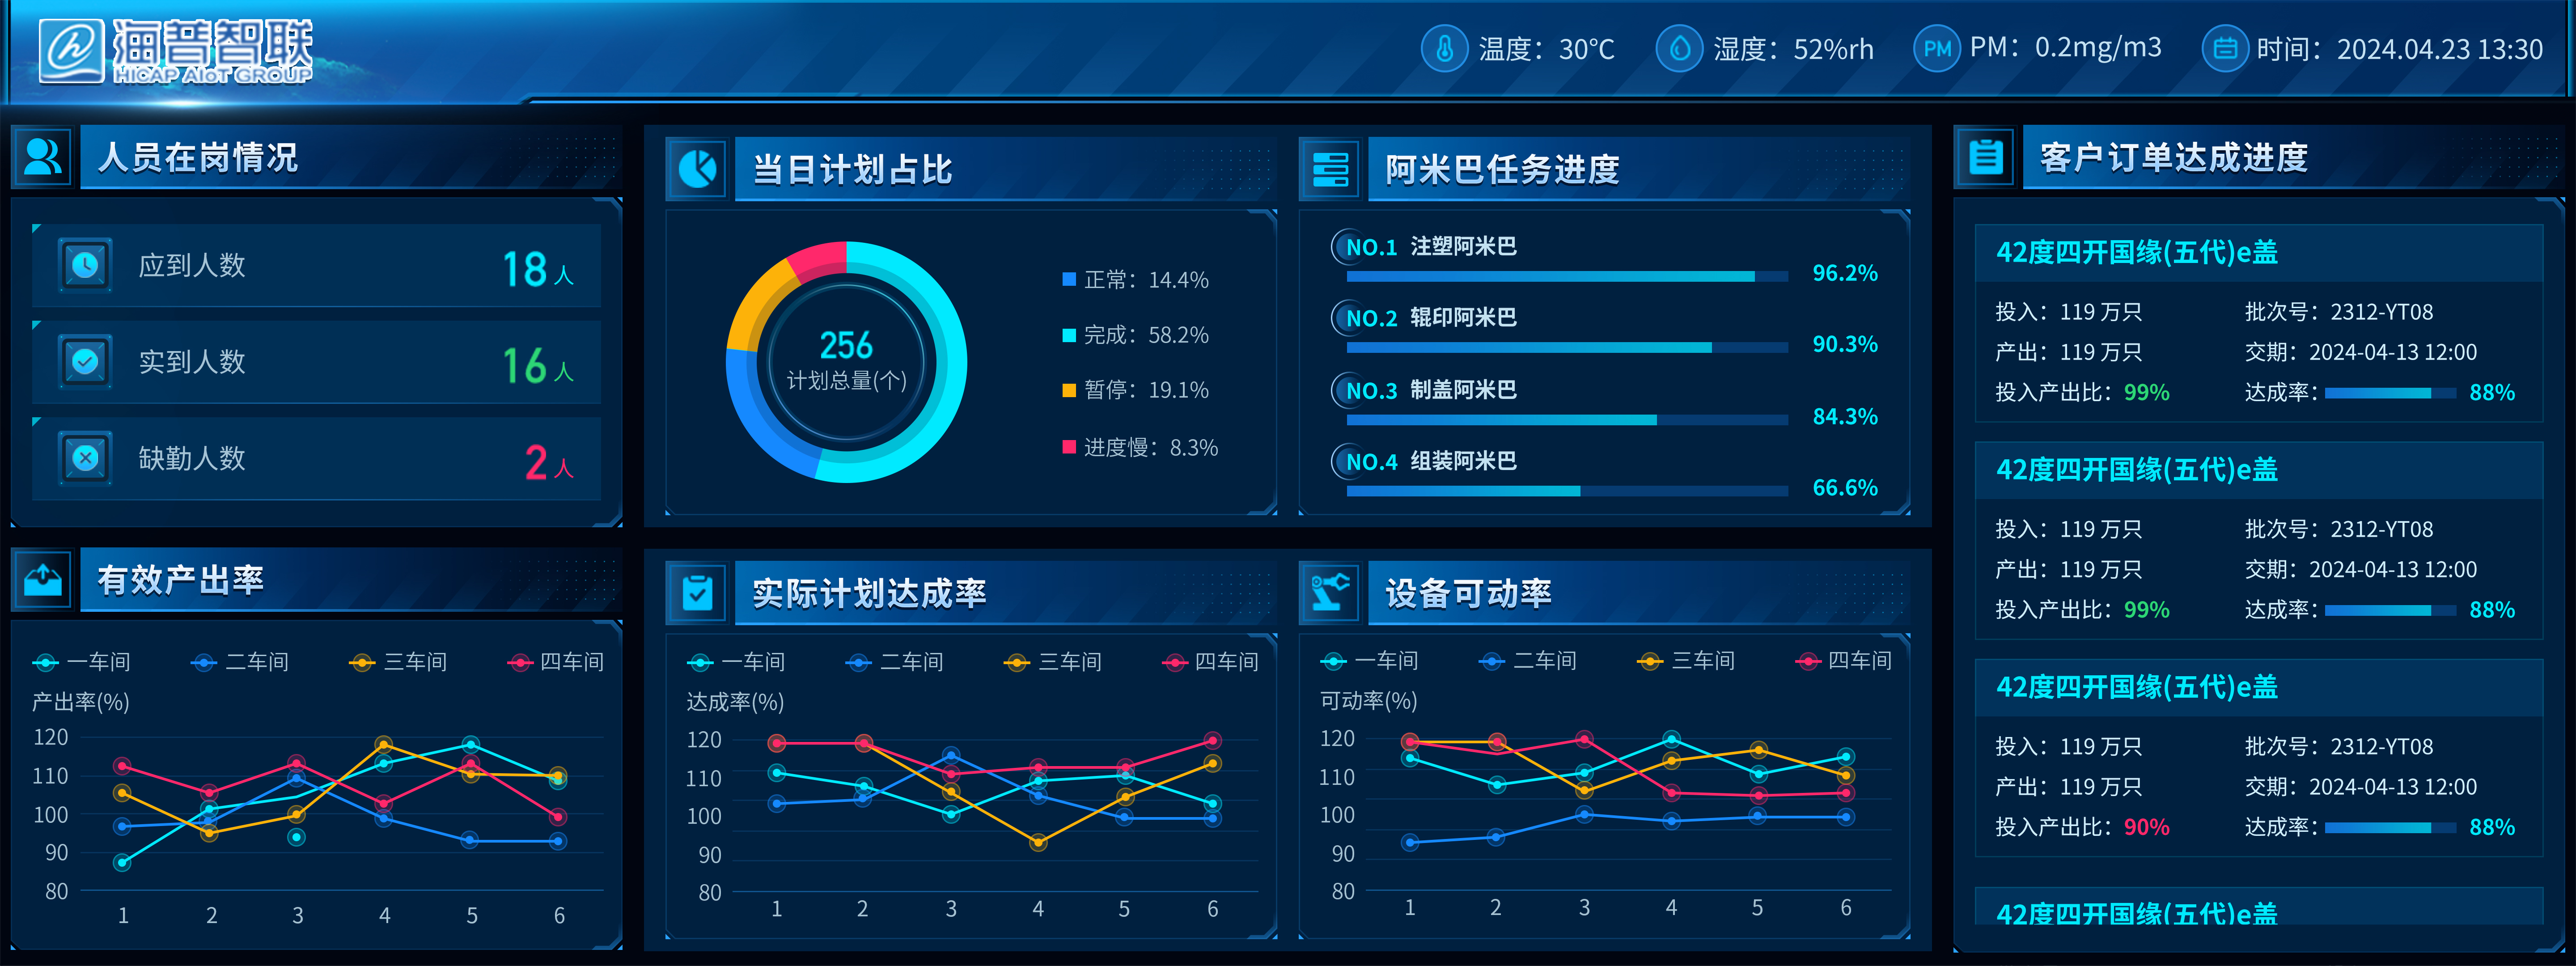 海普智联
HICAP AIoT GROUP
温度：30°C
湿度：52%rh
PM
PM：0.2mg/m3
时间：2024.04.23 13:30
人员在岗情况
应到人数
18人
实到人数
16人
缺勤人数
2人
当日计划占比
256
计划总量(个)
正常：14.4%
完成：58.2%
暂停：19.1%
进度慢：8.3%
阿米巴任务进度
NO.1 注塑阿米巴
96.2%
NO.2 辊印阿米巴
90.3%
NO.3 制盖阿米巴
84.3%
NO.4 组装阿米巴
66.6%
客户订单达成进度
42度四开国缘(五代)e盖
投入：119 万只
批次号：2312-YT08
产出：119 万只
交期：2024-04-13 12:00
投入产出比：99%
达成率：88%
42度四开国缘(五代)e盖
投入：119 万只
批次号：2312-YT08
产出：119 万只
交期：2024-04-13 12:00
投入产出比：99%
达成率：88%
42度四开国缘(五代)e盖
投入：119 万只
批次号：2312-YT08
产出：119 万只
交期：2024-04-13 12:00
投入产出比：90%
达成率：88%
42度四开国缘(五代)e盖
有效产出率
一车间 二车间 三车间 四车间
产出率(%)
120
110
100
90
80
1 2 3 4 5 6
实际计划达成率
一车间 二车间 三车间 四车间
达成率(%)
120
110
100
90
80
1 2 3 4 5 6
设备可动率
一车间 二车间 三车间 四车间
可动率(%)
120
110
100
90
80
1 2 3 4 5 6